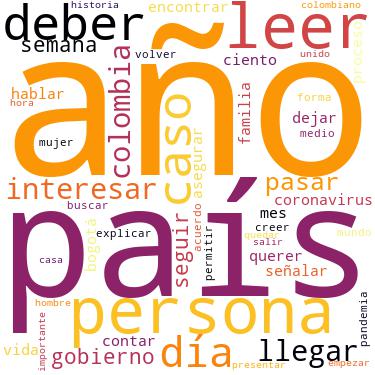 historia
encontrar
colombiano
deber
leer
semana
volver
ciento
unido
proceso
año
hablar
hora
colombia
caso
asegurar
familia
forma
dejar
medio
mujer
interesar
pasar
coronavirus
país
buscar
seguir
acuerdo
permitir
mes
creer
salir
quedar
mundo
bogotá
explicar
querer
señalar
casa
persona
hombre
pandemia
importante
vida
contar
gobierno
día
llegar
presentar
empezar